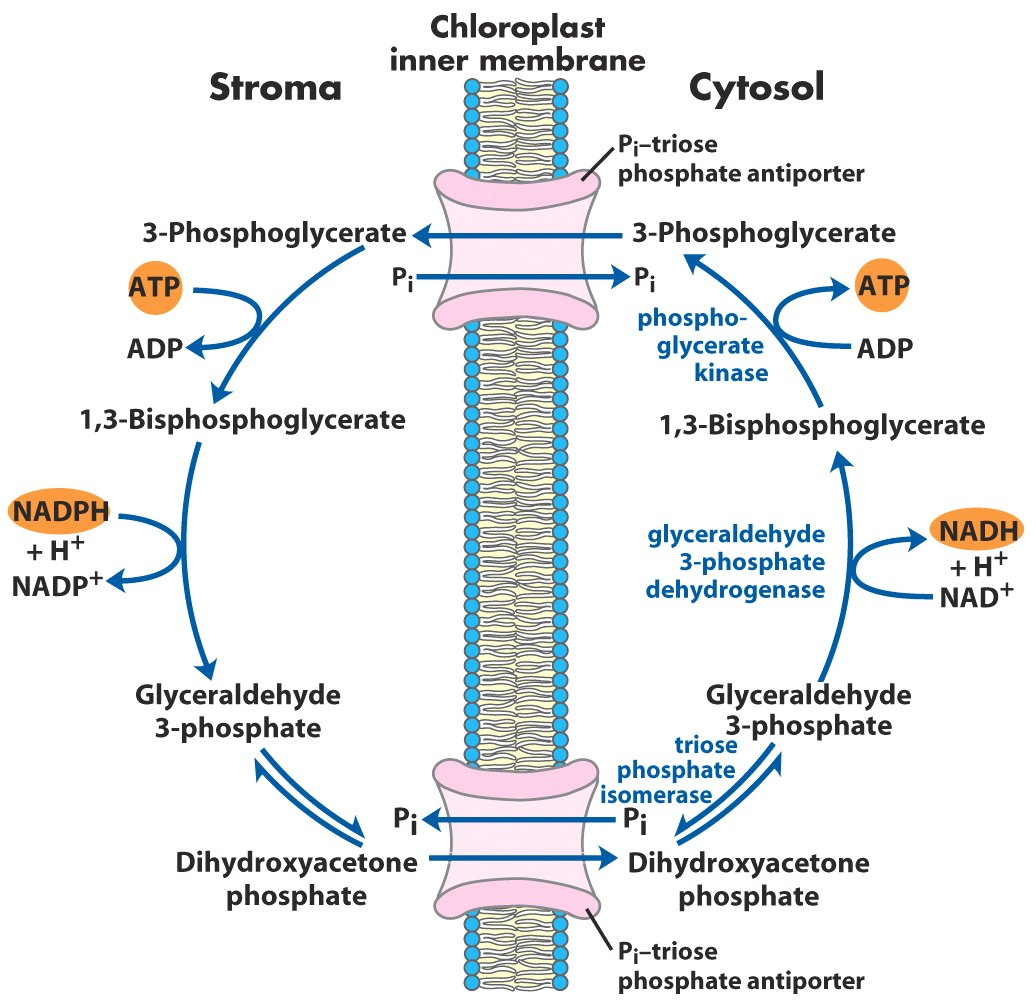 Chloroplast
inner membrane
Stroma
Cytosol
Pi–triose
phosphate antiporter
3-Phosphoglycerate
3-Phosphoglycerate
Pi
Pi
ATP
ADP
phospho-
glycerate
kinase
ATP
ADP
1,3-Bisphosphoglycerate
1,3-Bisphosphoglycerate
NADPH
+ H+
NADP+
glyceraldehyde
3-phosphate
dehydrogenase
NADH
+ H+
NAD+
Glyceraldehyde
3-phosphate
Glyceraldehyde
3-phosphate
triose
phosphate
isomerase
Pi
Pi
Dihydroxyacetone
phosphate
Dihydroxyacetone
phosphate
Pi–triose
phosphate antiporter